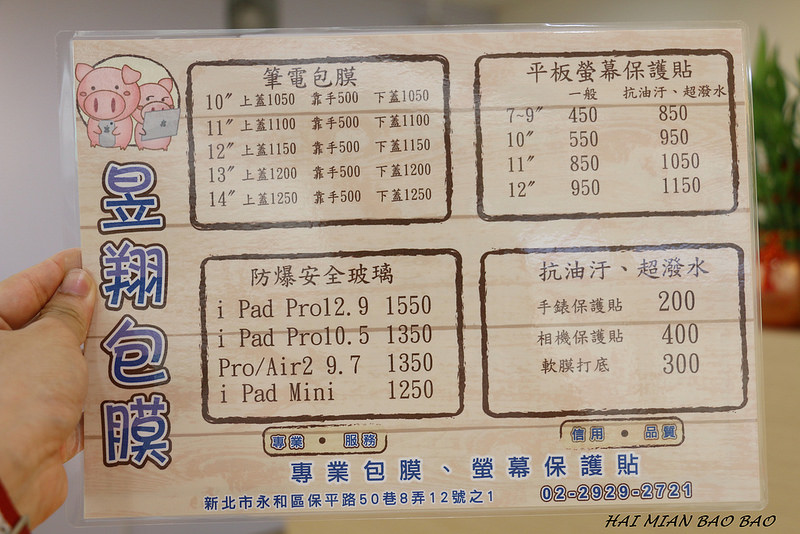 昱翔包膜
筆電包膜
10" 上蓋1050 靠手500 下蓋1050
11" 上蓋1100 靠手500 下蓋1100
12" 上蓋1150 靠手500 下蓋1150
13" 上蓋1200 靠手500 下蓋1200
14" 上蓋1250 靠手500 下蓋1250
平板螢幕保護貼
一般 抗油汙、超潑水
7~9" 450 850
10" 550 950
11" 850 1050
12" 950 1150
防爆安全玻璃
i Pad Pro12.9 1550
i Pad Pro10.5 1350
Pro/Air2 9.7 1350
i Pad Mini 1250
抗油汙、超潑水
手錶保護貼 200
相機保護貼 400
軟膜打底 300
專業•服務
信用•品質
專業包膜、螢幕保護貼
新北市永和區保平路50巷8弄12號之1
02-2929-2721
HAI MIAN BAO BAO